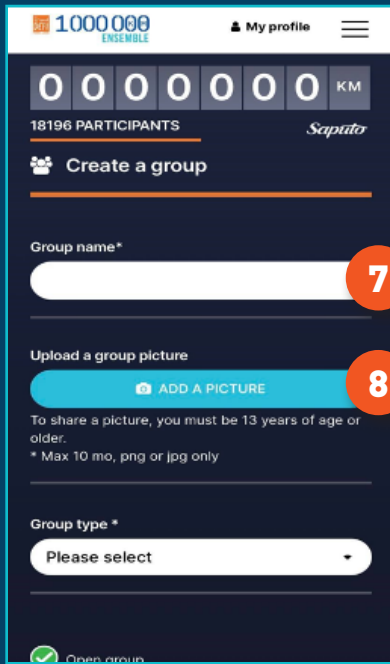 1000000
ENSEMBLE
My profile
0 0 0 0 0 0 0 KM
18196 PARTICIPANTS
Saputo
Create a group
Group name*
7
Upload a group picture
ADD A PICTURE
8
To share a picture, you must be 13 years of age or
older.
* Max 10 mo, png or jpg only
Group type *
Please select
Open group